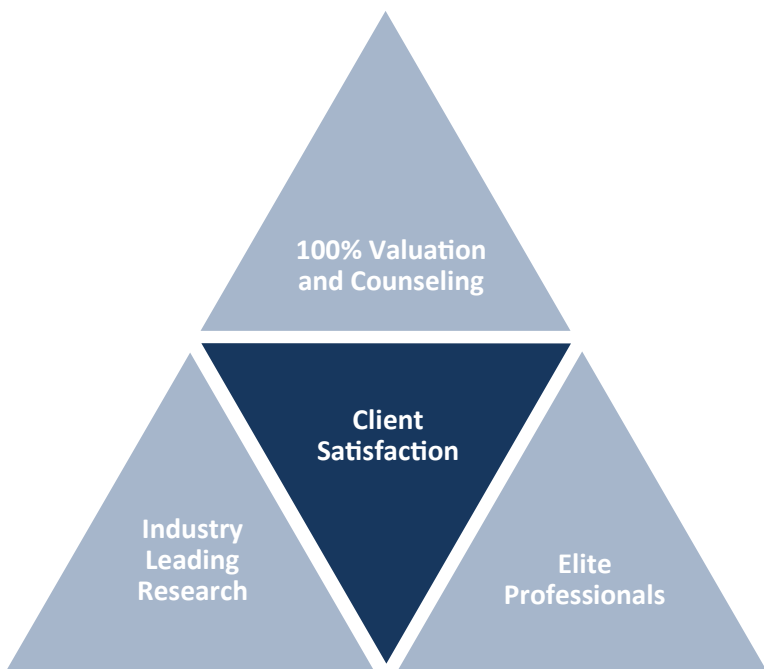 100% Valuation
and Counseling
Client
Satisfaction
Industry
Leading
Research
Elite
Professionals